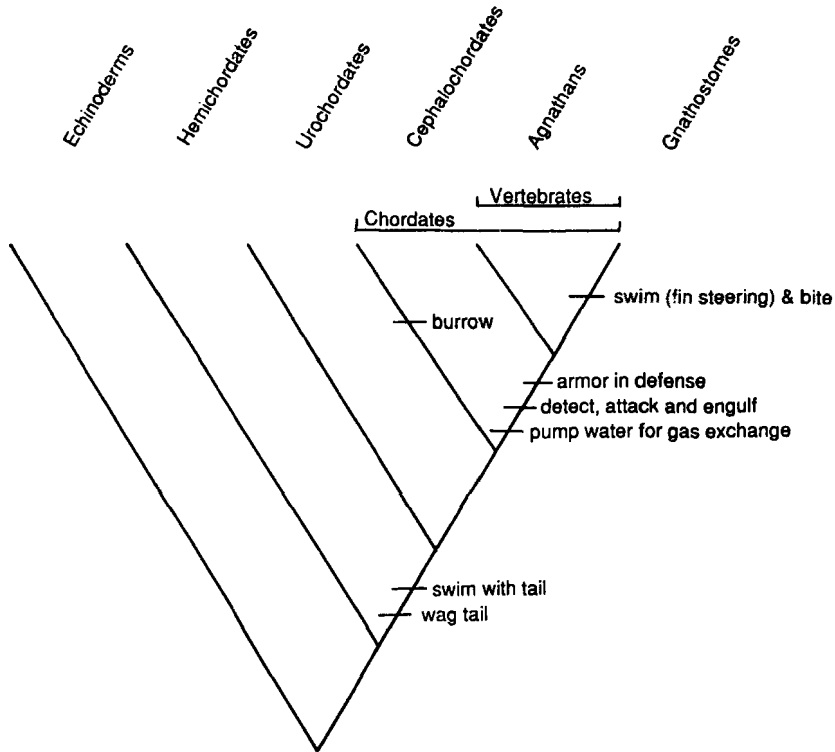 Echinoderms
Hemichordates
Urochordates
Cephalochordates
Agnathans
Gnathostomes
Vertebrates
Chordates
swim (fin steering) & bite
burrow
armor in defense
detect, attack and engulf
pump water for gas exchange
swim with tail
wag tail